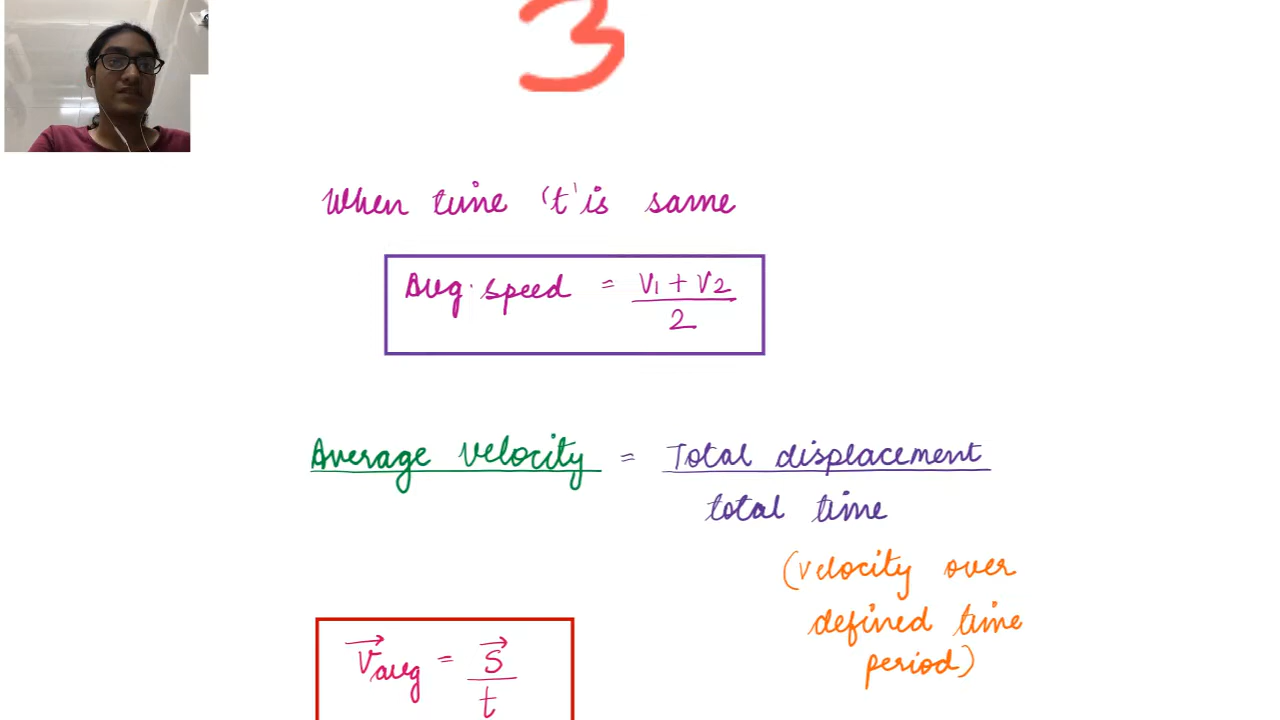 3
When time 't' is same
Avg. speed = V1 + V2 / 2
Average velocity = Total displacement / total time
(velocity over
defined time
period)
V⃗avg = S⃗ / t